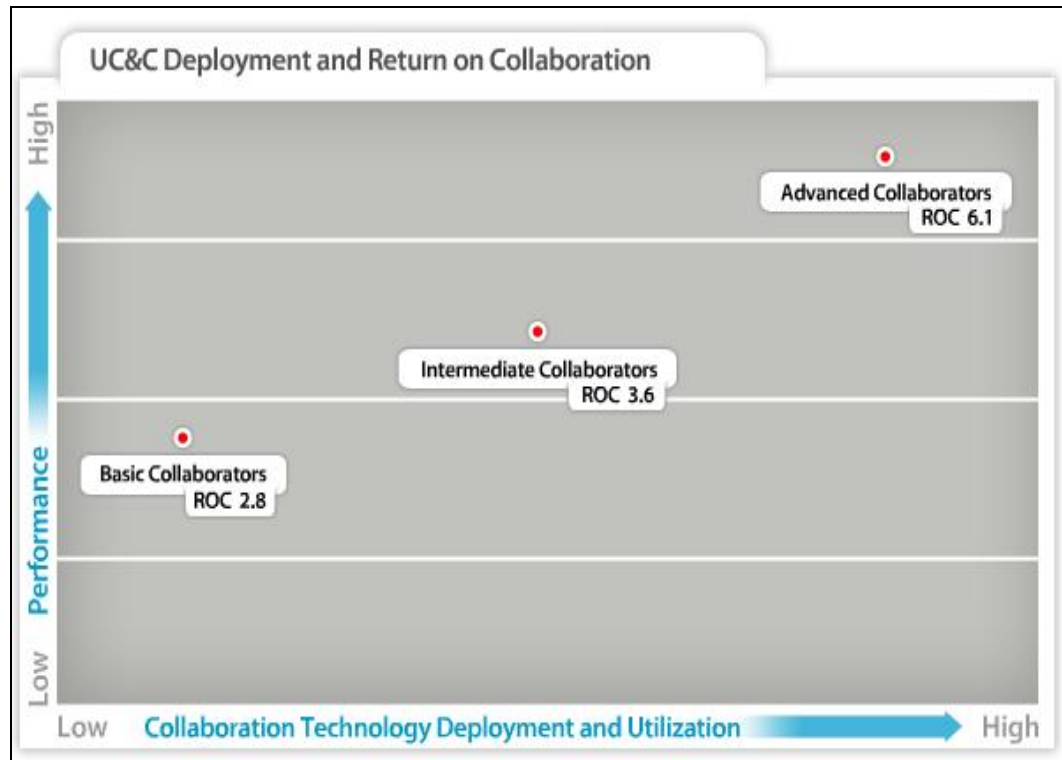 UC&C Deployment and Return on Collaboration
High
Advanced Collaborators
ROC 6.1
Intermediate Collaborators
ROC 3.6
Basic Collaborators
ROC 2.8
Performance
Low
Low Collaboration Technology Deployment and Utilization High